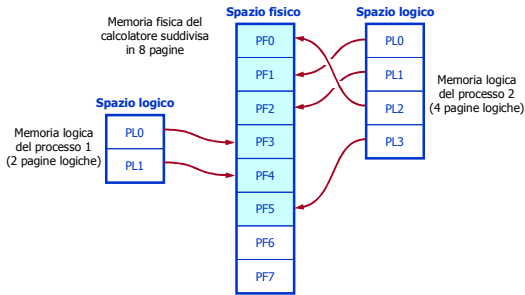 Memoria fisica del
calcolatore suddivisa
in 8 pagine
Spazio fisico
PF0
PF1
PF2
PF3
PF4
PF5
PF6
PF7
Spazio logico
PL0
PL1
PL2
PL3
Memoria logica
del processo 2
(4 pagine logiche)
Spazio logico
PL0
PL1
Memoria logica
del processo 1
(2 pagine logiche)